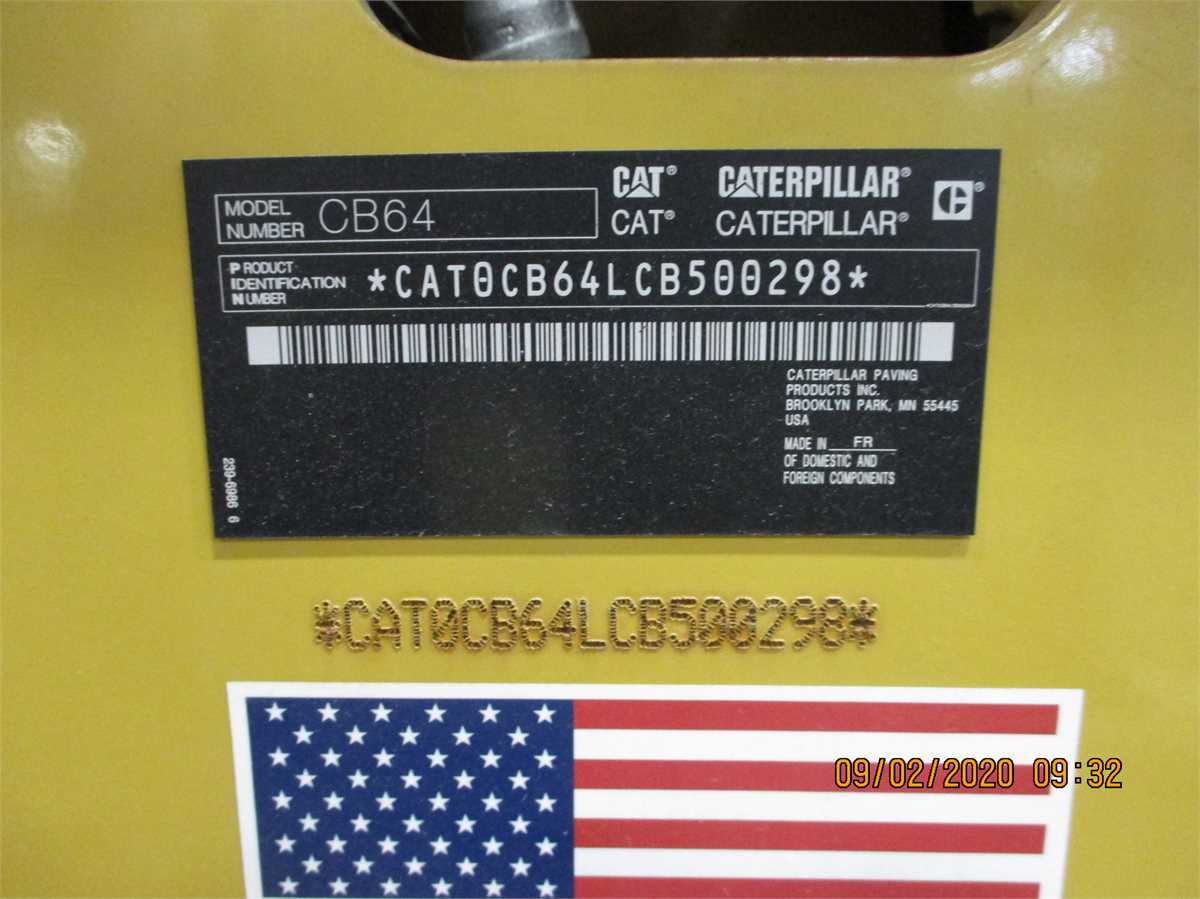 CAT® CATERPILLAR®
CAT® CATERPILLAR®
MODEL NUMBER CB64
PRODUCT IDENTIFICATION NUMBER *CAT0CB64LCB500298*
CATERPILLAR PAVING
PRODUCTS INC.
BROOKLYN PARK, MN 55445
USA
MADE IN FR
OF DOMESTIC AND
FOREIGN COMPONENTS
239-6986 6
*CAT0CB64LCB500298*
09/02/2020 09:32